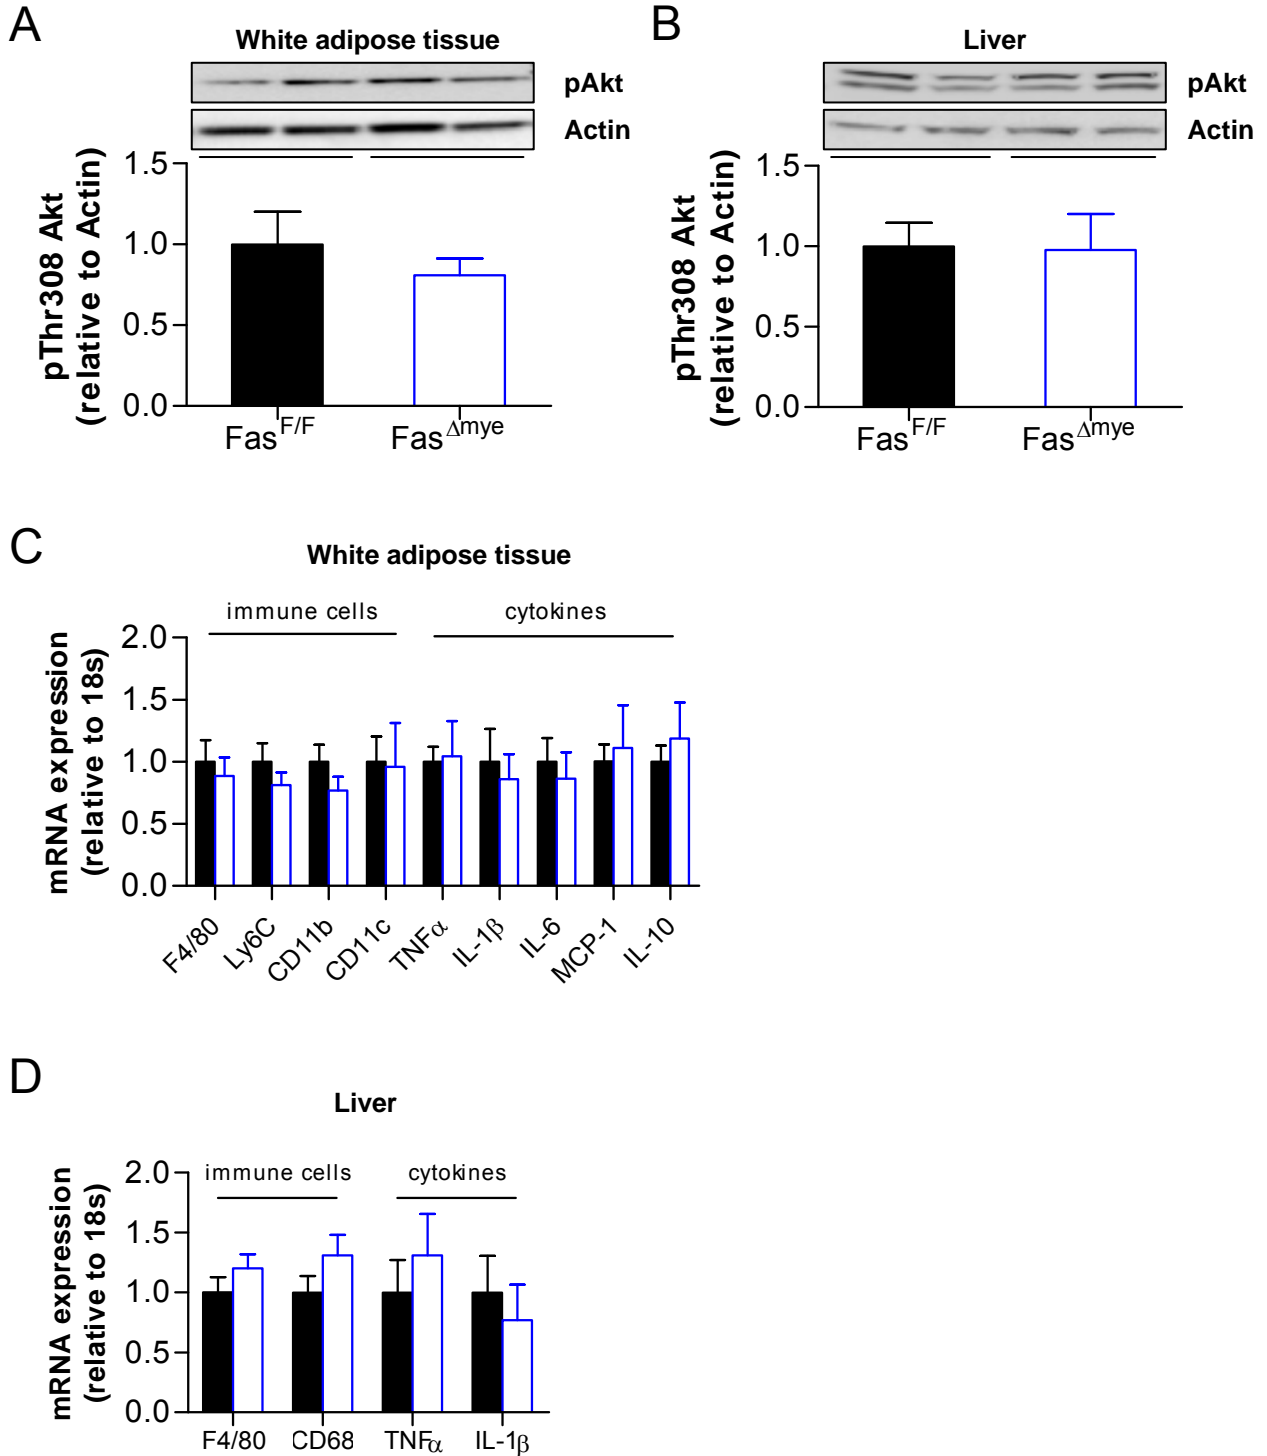 A
White adipose tissue
pAkt
Actin
pThr308 Akt
(relative to Actin)
1.5
1.0
0.5
0.0
Fas F/F
Fas Δmye
B
Liver
pAkt
Actin
pThr308 Akt
(relative to Actin)
1.5
1.0
0.5
0.0
Fas F/F
Fas Δmye
C
White adipose tissue
immune cells
cytokines
mRNA expression
(relative to 18s)
2.0
1.5
1.0
0.5
0.0
F4/80
Ly6C
CD11b
CD11c
TNFα
IL-1β
IL-6
MCP-1
IL-10
D
Liver
immune cells
cytokines
mRNA expression
(relative to 18s)
2.0
1.5
1.0
0.5
0.0
F4/80
CD68
TNFα
IL-1β